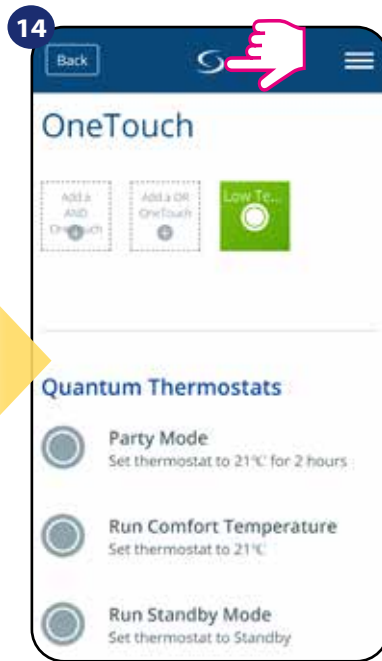 14
Back
OneTouch
Add a
AND
OneTouch
Add a OR
OneTouch
Low Te...
Quantum Thermostats
Party Mode
Set thermostat to 21°C for 2 hours
Run Comfort Temperature
Set thermostat to 21°C
Run Standby Mode
Set thermostat to Standby